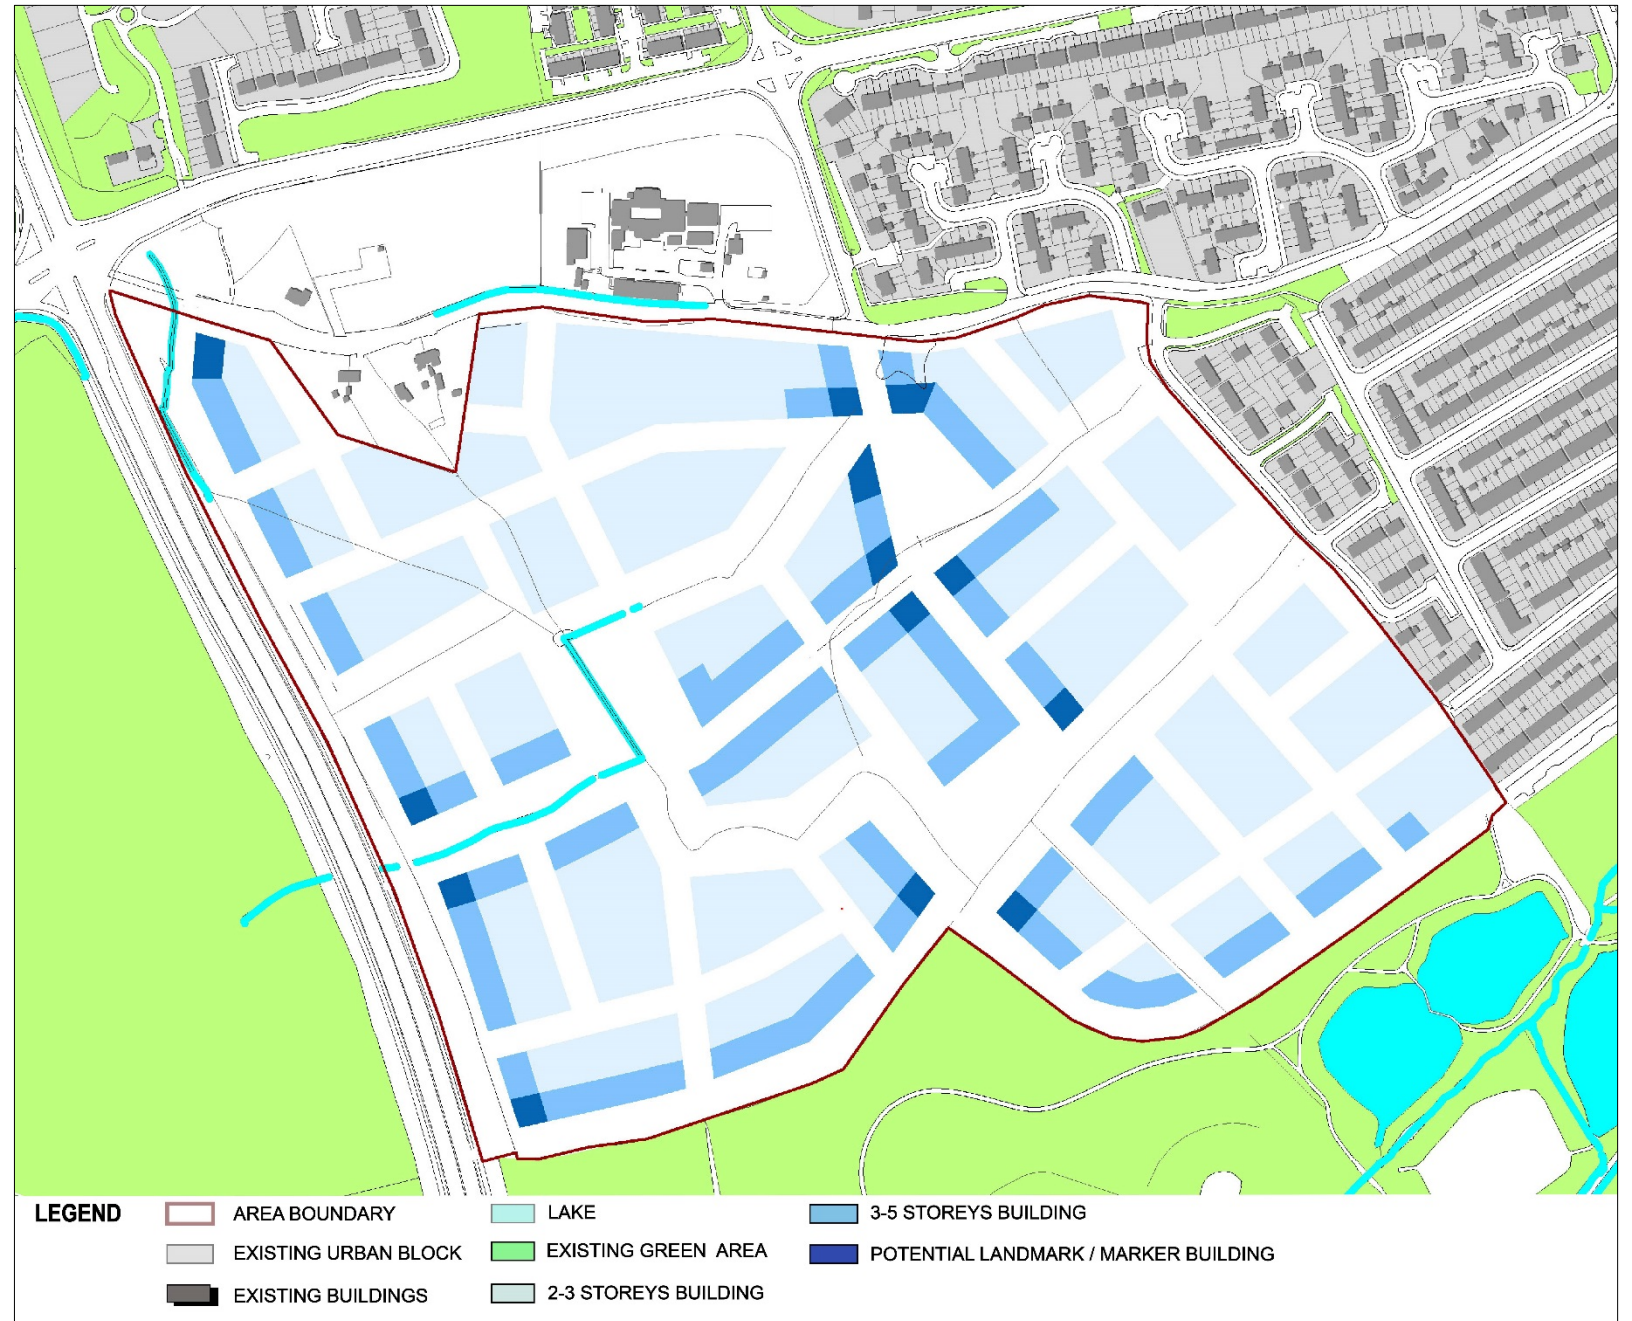 LEGEND
AREA BOUNDARY
LAKE
3-5 STOREYS BUILDING
EXISTING URBAN BLOCK
EXISTING GREEN AREA
POTENTIAL LANDMARK / MARKER BUILDING
EXISTING BUILDINGS
2-3 STOREYS BUILDING